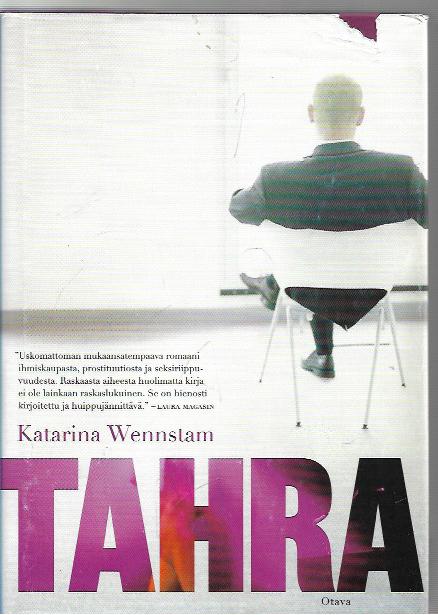 "Uskomattoman mukaansatempaava romaani
ihmiskaupasta, prostituutiosta ja seksiriippu-
vuudesta. Raskaasta aiheesta huolimatta kirja
ei ole lainkaan raskaslukuinen. Se on hienosti
kirjoitettu ja huippujännittävä." –LAURA MAGASIN
Katarina Wennstam
TAHRA
Otava